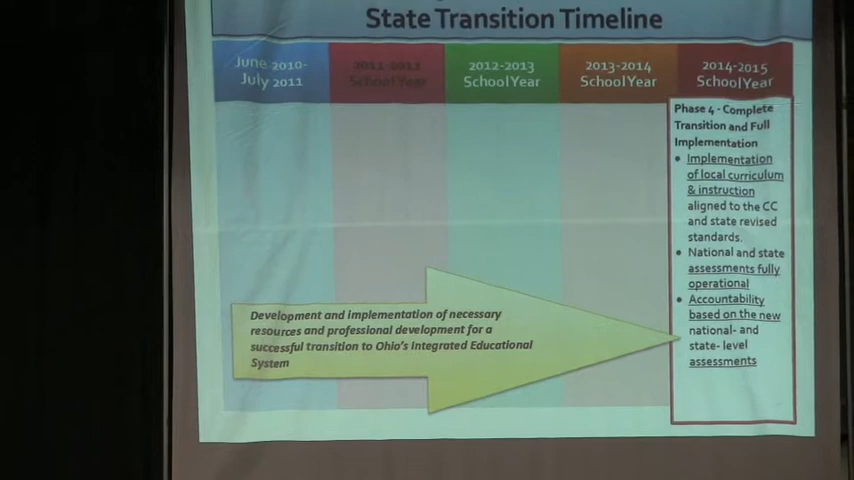 State Transition Timeline
June 2010-
July 2011
2011-2012
School Year
2012-2013
School Year
2013-2014
School Year
2014-2015
School Year
Phase 4 - Complete
Transition and Full
Implementation
• Implementation
of local curriculum
& instruction
aligned to the CC
and state revised
standards.
• National and state
assessments fully
operational
• Accountability
based on the new
national- and
state- level
assessments
Development and implementation of necessary
resources and professional development for a
successful transition to Ohio's Integrated Educational
System